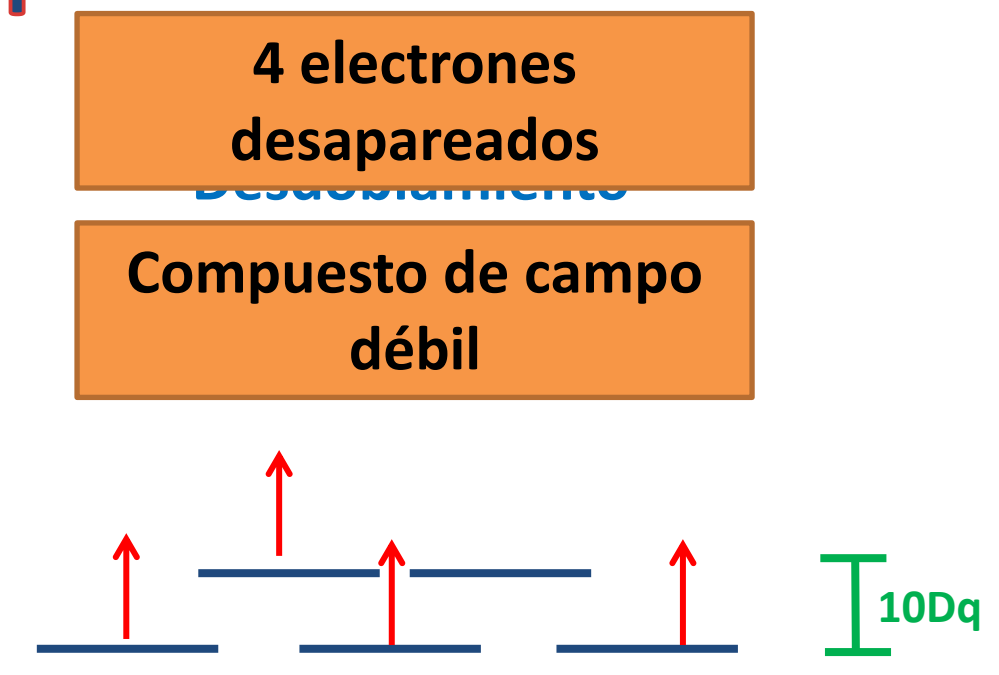 4 electrones
desapareados
Compuesto de campo
débil
10Dq